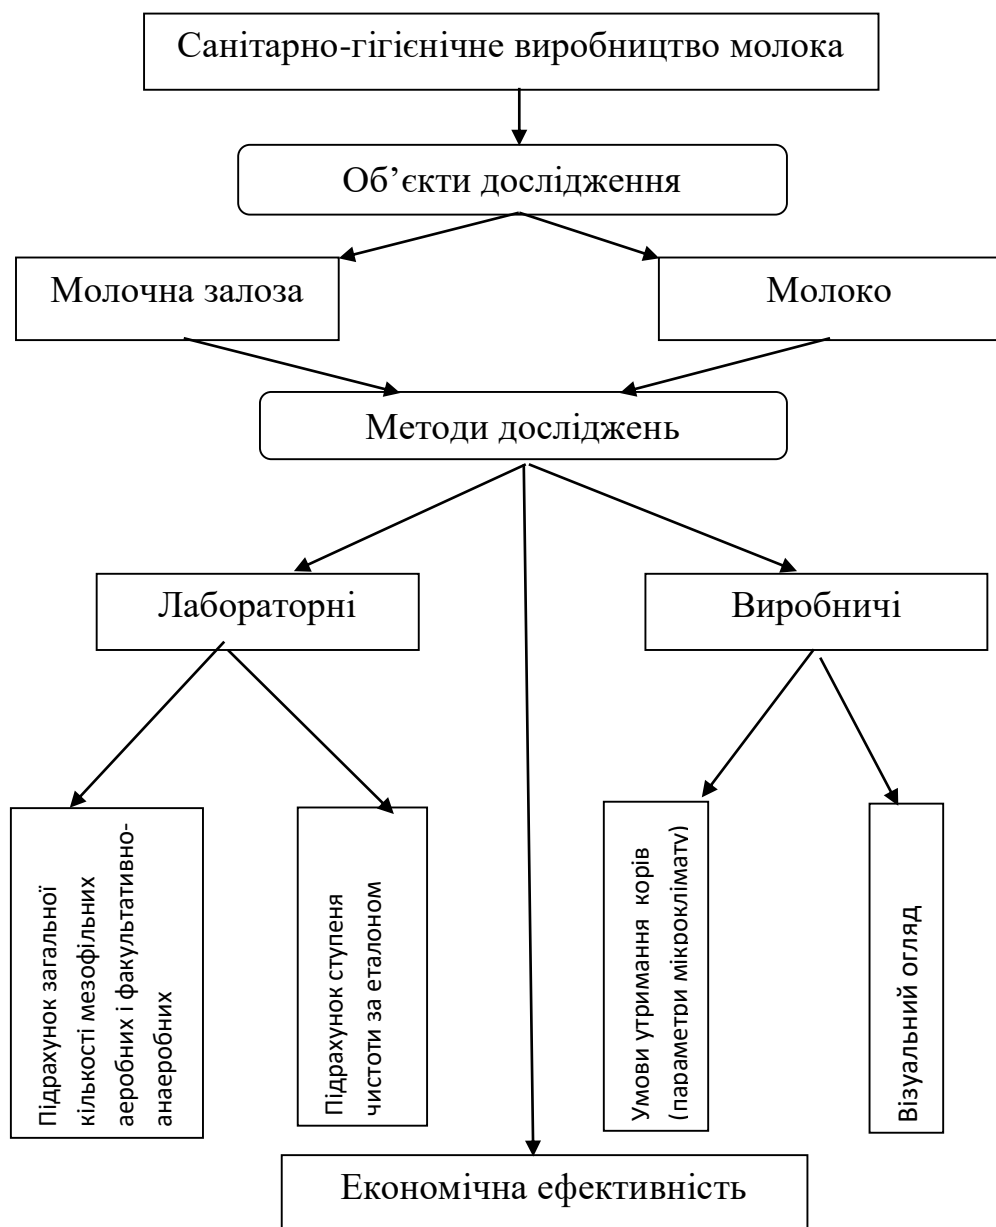 Санітарно-гігієнічне виробництво молока
Об’єкти дослідження
Молочна залоза
Молоко
Методи досліджень
Лабораторні
Виробничі
Підрахунок загальної
кількості мезофільних
аеробних і факультативно-
анаеробних
Підрахунок ступеня
чистоти за еталоном
Умови утримання корів
(параметри мікроклімату)
Візуальний огляд
Економічна ефективність